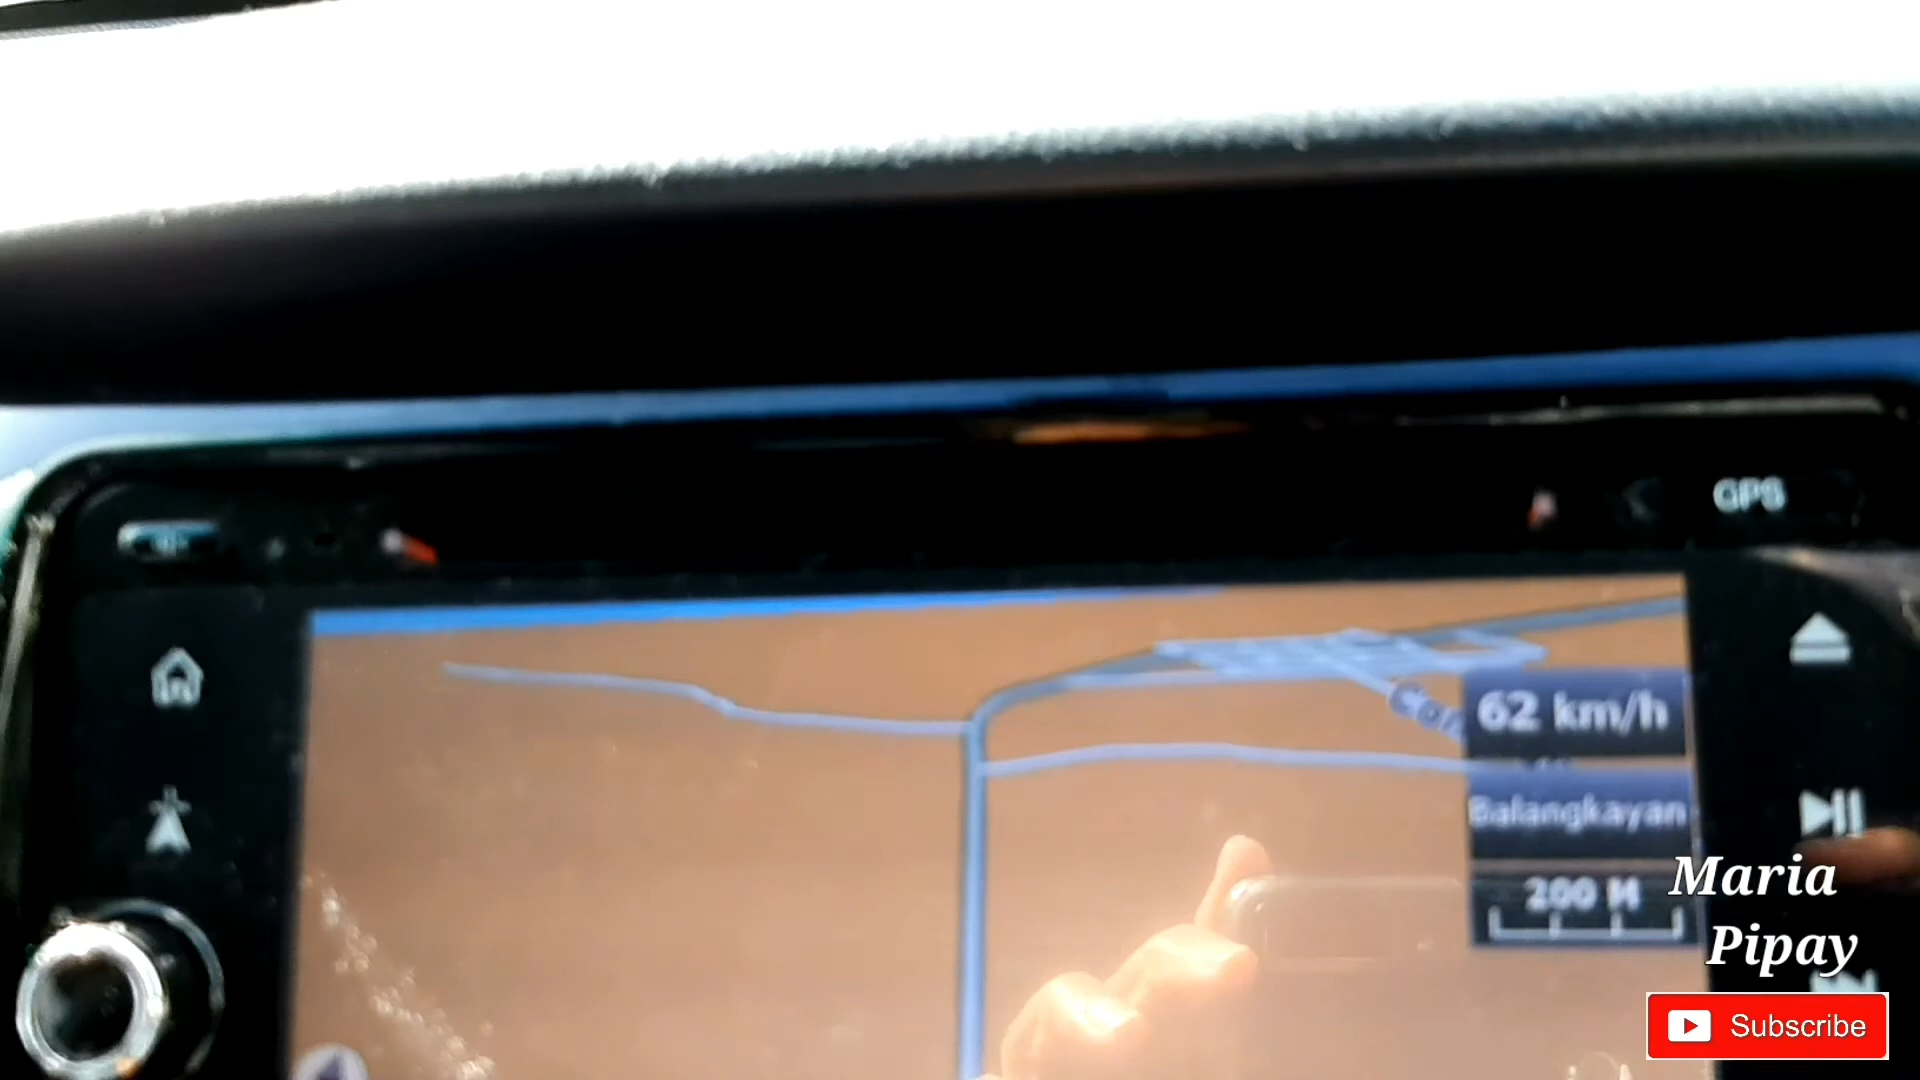 GPS
62 km/h
Balangkayan
200 M
Maria
Pipay
Subscribe